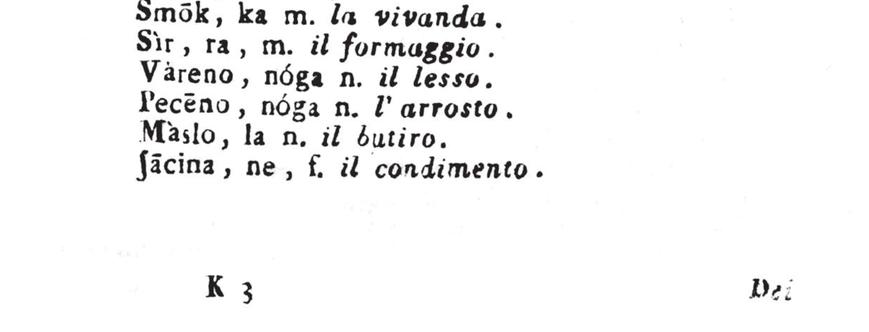 Smōk, ka m. la vivanda.
Sìr, ra, m. il formaggio.
Vàreno, nóga n. il lesso.
Pecēno, nóga n. l' arrosto.
Màslo, la n. il butiro.
ſācina, ne, f. il condimento.
K 3 Dei